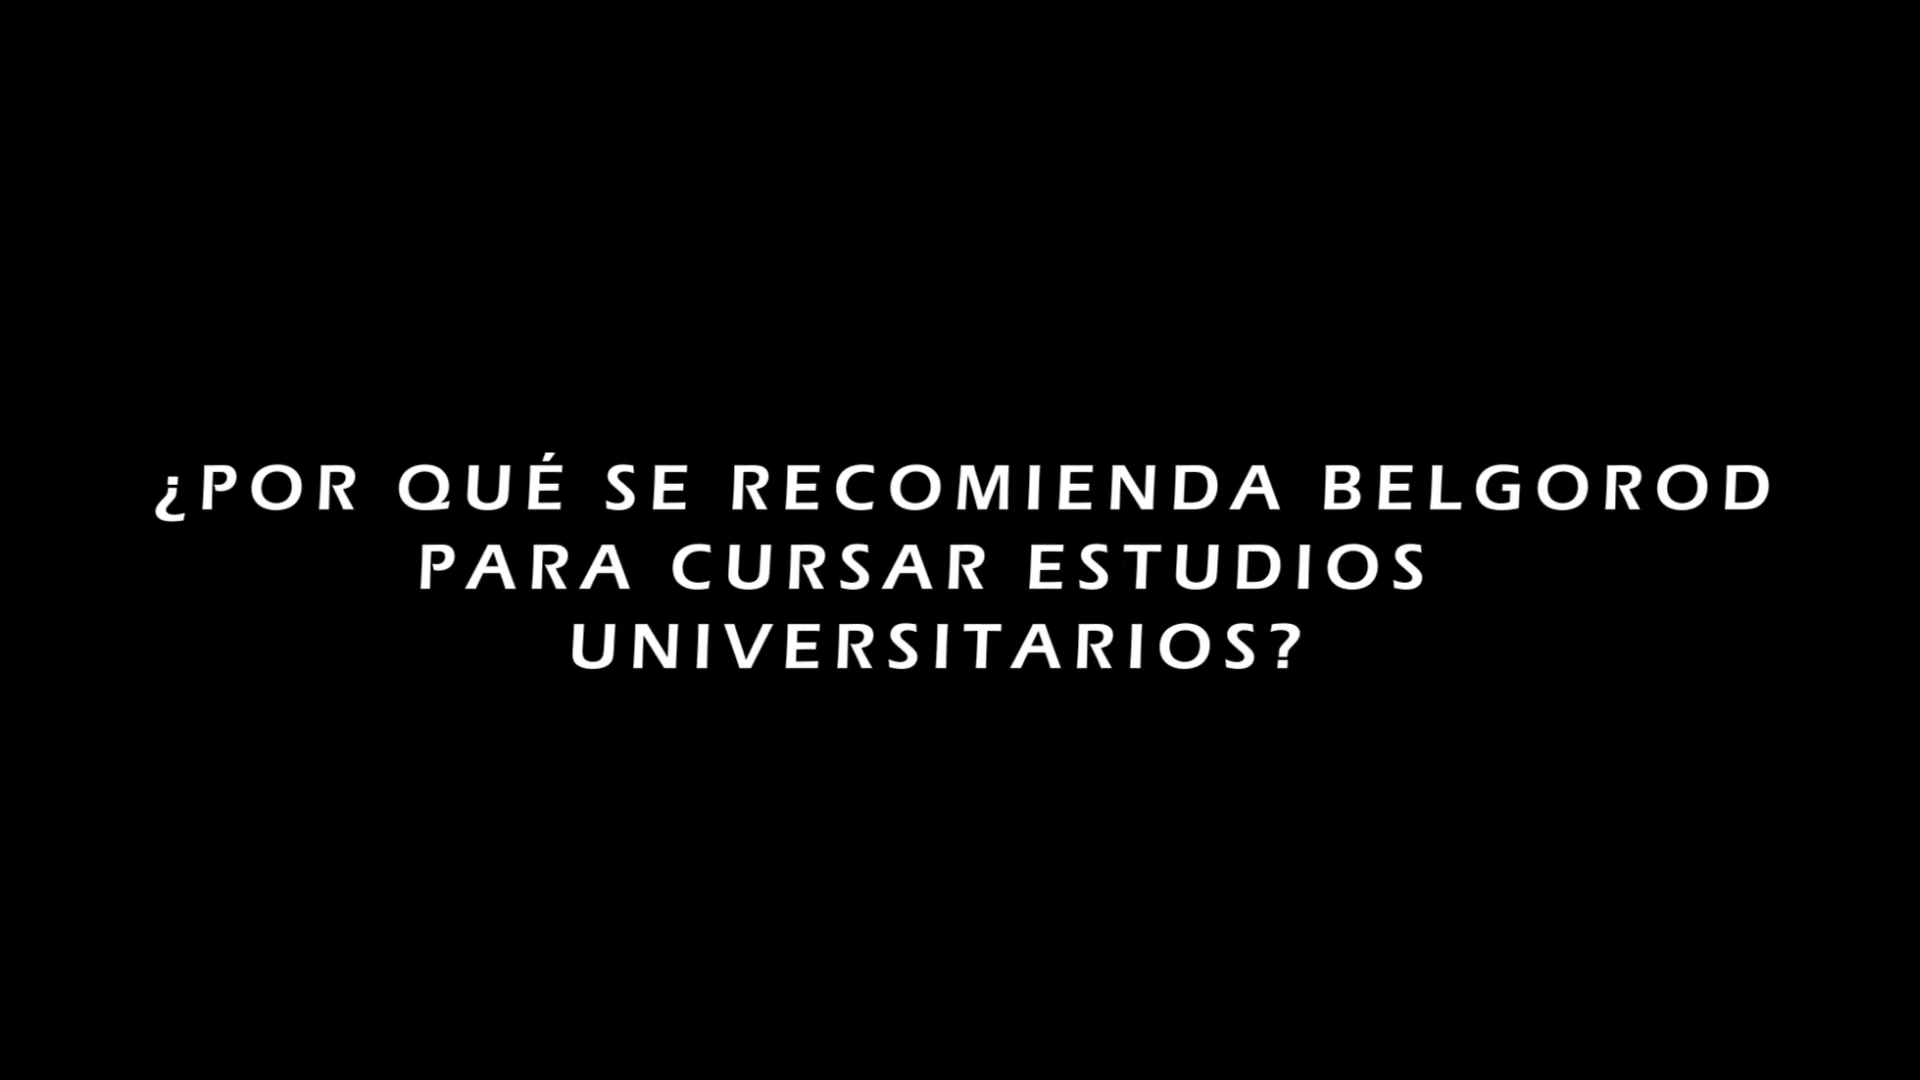 ¿POR QUÉ SE RECOMIENDA BELGOROD
PARA CURSAR ESTUDIOS
UNIVERSITARIOS?